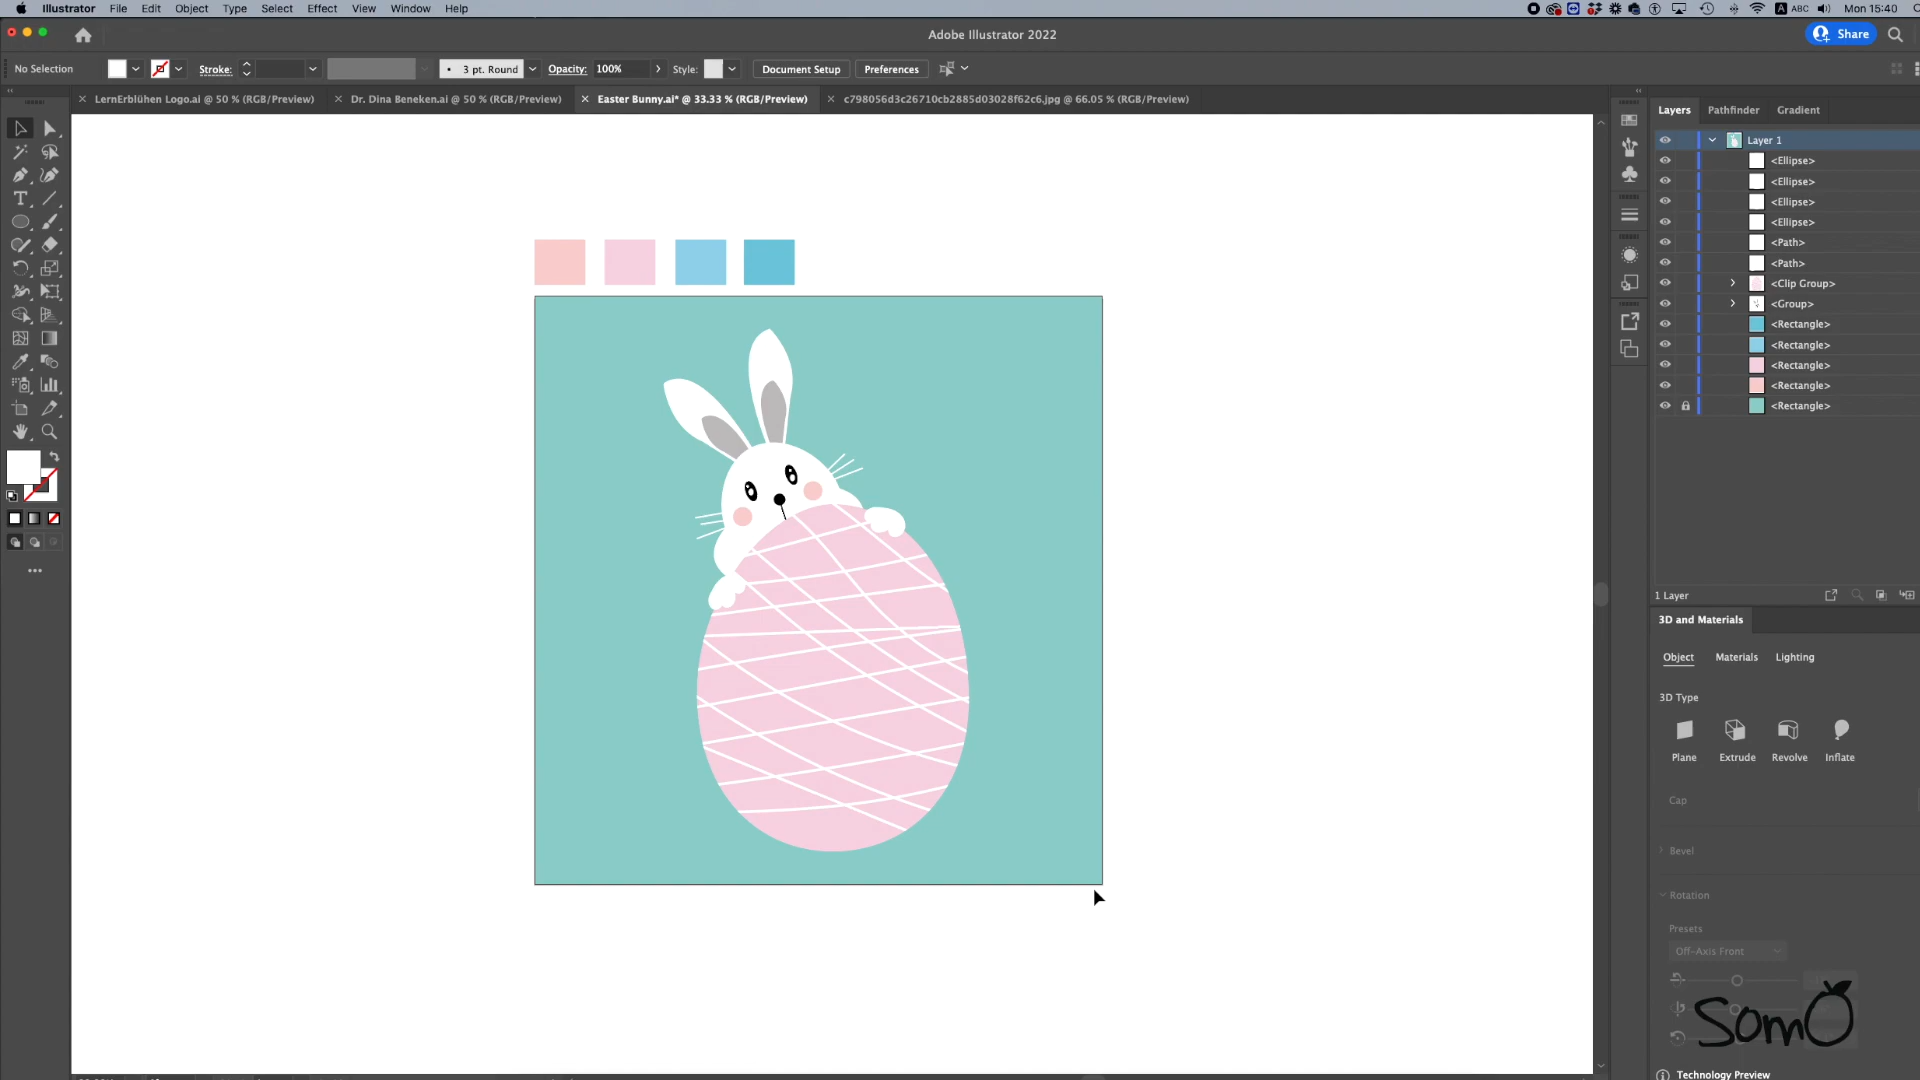 Illustrator File Edit Object Type Select Effect View Window Help
ABC Mon 15:40
Adobe Illustrator 2022
Share
No Selection Stroke: 3 pt. Round Opacity: 100% Style: Document Setup Preferences
LernErblühen Logo.ai @ 50 % (RGB/Preview) Dr. Dina Beneken.ai @ 50 % (RGB/Preview) Easter Bunny.ai* @ 33.33 % (RGB/Preview) c798056d3c26710cb2885d03028f62c6.jpg @ 66.05 % (RGB/Preview)
Layers Pathfinder Gradient
Layer 1
<Ellipse>
<Ellipse>
<Ellipse>
<Ellipse>
<Path>
<Path>
<Clip Group>
<Group>
<Rectangle>
<Rectangle>
<Rectangle>
<Rectangle>
<Rectangle>
1 Layer
3D and Materials
Object Materials Lighting
3D Type
Plane Extrude Revolve Inflate
Cap
Bevel
Rotation
Presets
Off-Axis Front
SomO
Technology Preview